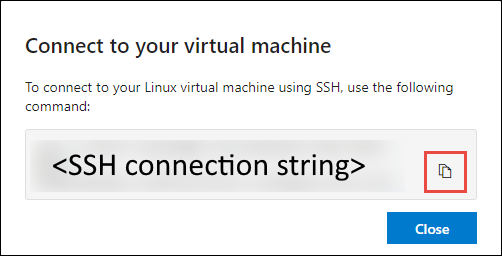 Connect to your virtual machine
To connect to your Linux virtual machine using SSH, use the following
command:
<SSH connection string>
Close